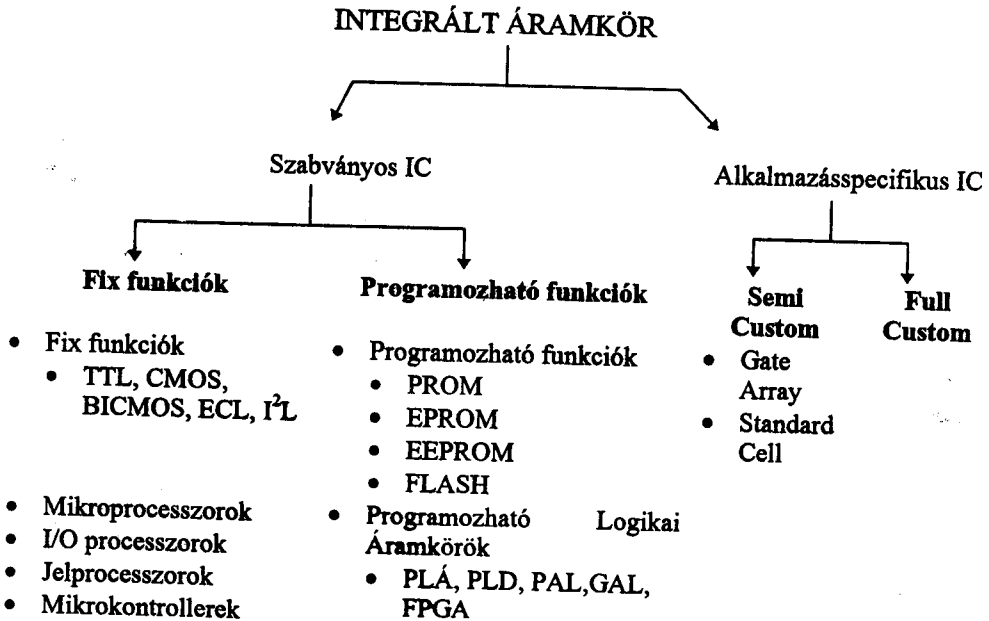 INTEGRÁLT ÁRAMKÖR
Szabványos IC
Alkalmazásspecifikus IC
Fix funkciók
Programozható funkciók
Semi
Custom
Full
Custom
• Fix funkciók
• TTL, CMOS,
BICMOS, ECL, I²L
• Mikroprocesszorok
• I/O processzorok
• Jelprocesszorok
• Mikrokontrollerek
• Programozható funkciók
• PROM
• EPROM
• EEPROM
• FLASH
• Programozható Logikai
Áramkörök
• PLÁ, PLD, PAL,GAL,
FPGA
• Gate
Array
• Standard
Cell